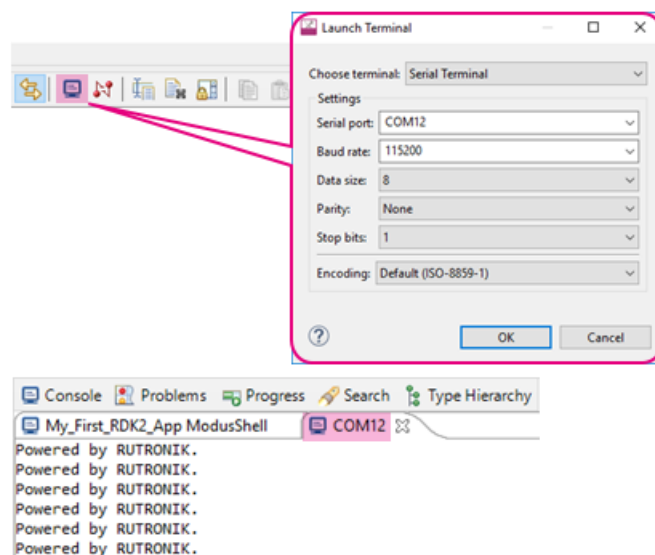 Launch Terminal
Choose terminal: Serial Terminal
Settings
Serial port: COM12
Baud rate: 115200
Data size: 8
Parity: None
Stop bits: 1
Encoding: Default (ISO-8859-1)
OK Cancel
Console Problems Progress Search Type Hierarchy
My_First_RDK2_App ModusShell COM12
Powered by RUTRONIK.
Powered by RUTRONIK.
Powered by RUTRONIK.
Powered by RUTRONIK.
Powered by RUTRONIK.
Powered by RUTRONIK.